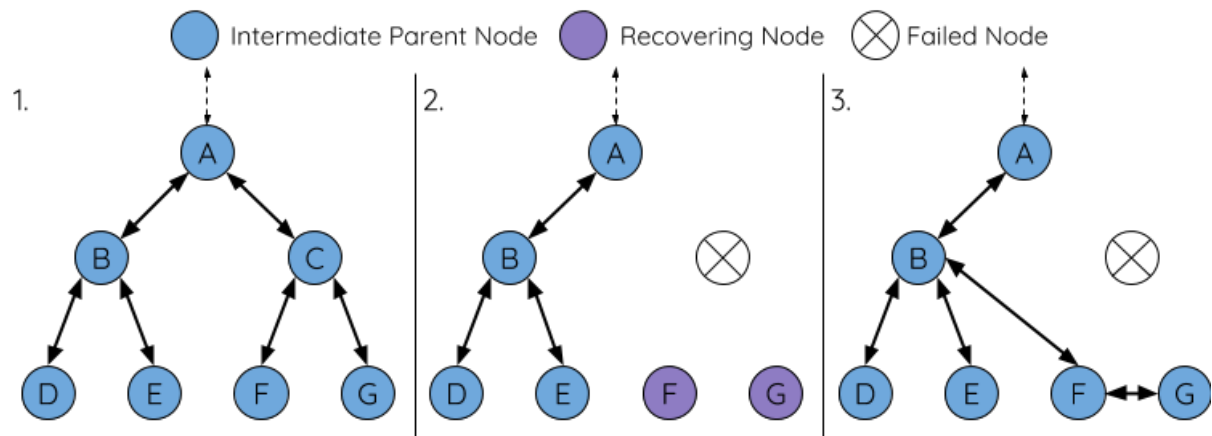 Intermediate Parent Node
Recovering Node
Failed Node
1.
A
B
C
D
E
F
G
2.
A
B
D
E
F
G
3.
A
B
D
E
F
G